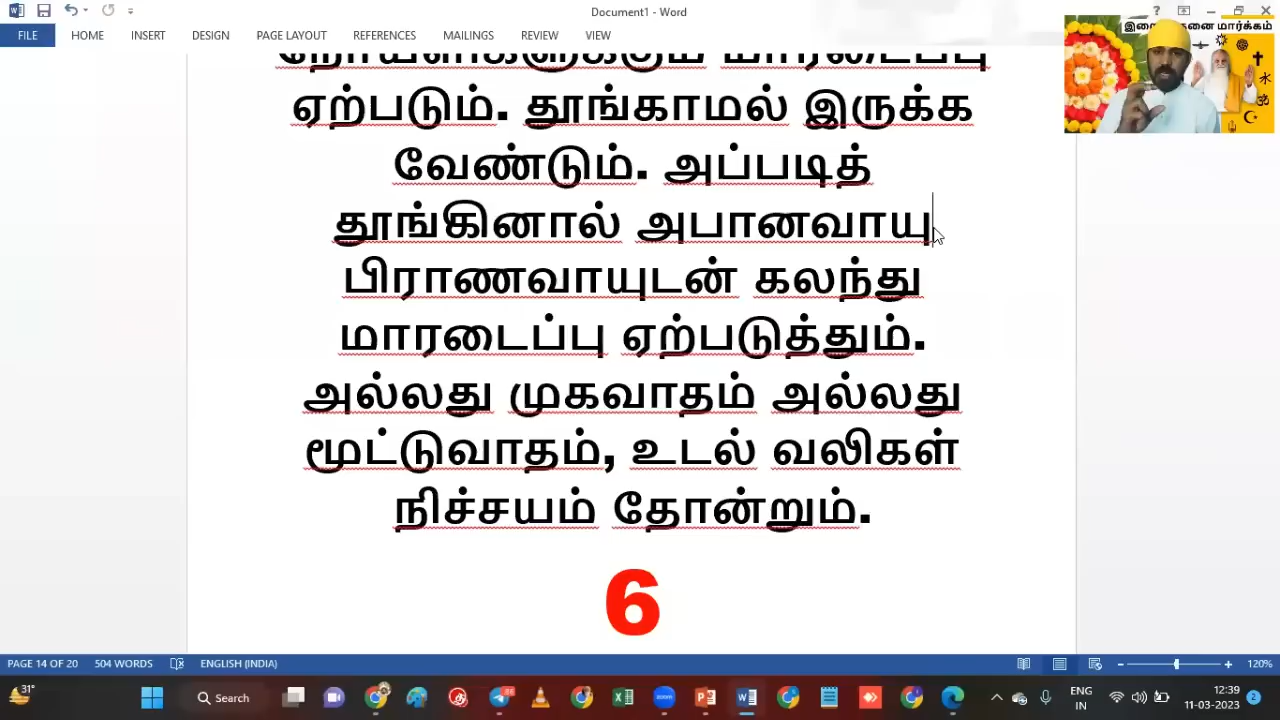 Document1 - Word
FILE HOME INSERT DESIGN PAGE LAYOUT REFERENCES MAILINGS REVIEW VIEW
ஏற்படும். தூங்காமல் இருக்க
வேண்டும். அப்படித்
தூங்கினால் அபானவாயு
பிராணவாயுடன் கலந்து
மாரடைப்பு ஏற்படுத்தும்.
அல்லது முகவாதம் அல்லது
மூட்டுவாதம், உடல் வலிகள்
நிச்சயம் தோன்றும்.
6
PAGE 14 OF 20 504 WORDS ENGLISH (INDIA) 120%
31° Search ENG 12:39
IN 11-03-2023 2